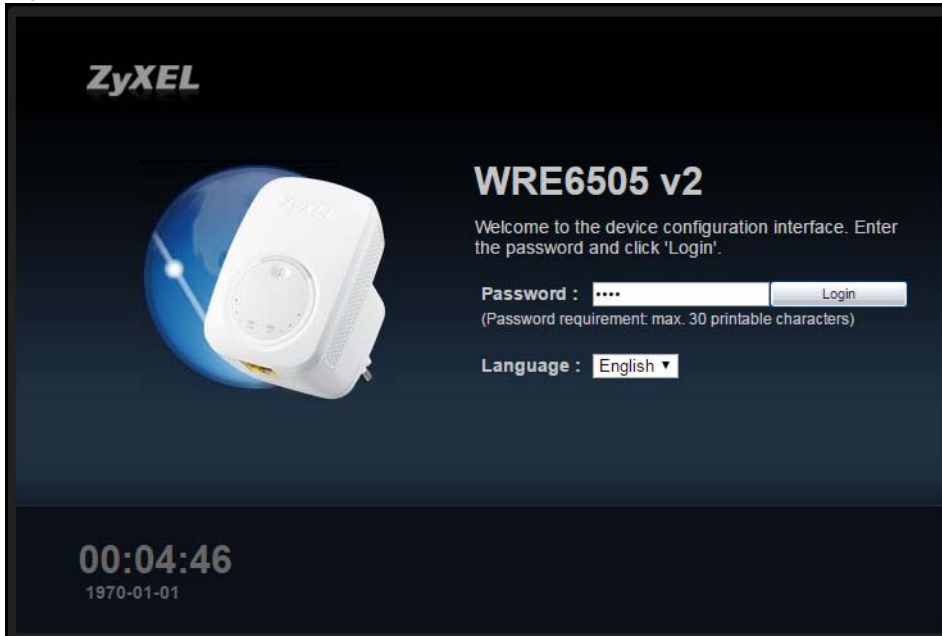 ZyXEL
WRE6505 v2
Welcome to the device configuration interface. Enter
the password and click 'Login'.
Password : •••• Login
(Password requirement: max. 30 printable characters)
Language : English ▼
00:04:46
1970-01-01